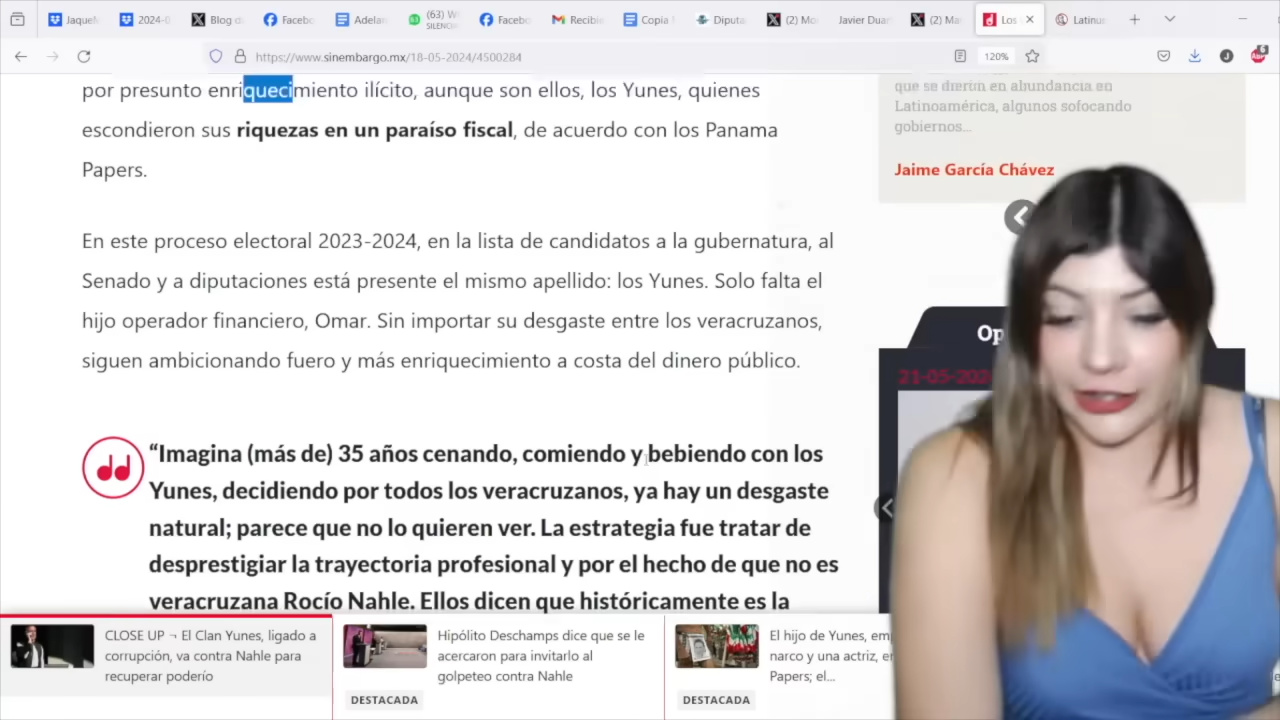 Jaquel
2024-0
Blog di
Facebo
Adelan
(63) W
SILENCIO
Facebo
Recibi
Copia
Diputa
(2) Mo
Javier Duar
(2) Ma
Los
Latinus
https://www.sinembargo.mx/18-05-2024/4500284
120%
por presunto enriquecimiento ilícito, aunque son ellos, los Yunes, quienes
escondieron sus riquezas en un paraíso fiscal, de acuerdo con los Panama
Papers.
En este proceso electoral 2023-2024, en la lista de candidatos a la gubernatura, al
Senado y a diputaciones está presente el mismo apellido: los Yunes. Solo falta el
hijo operador financiero, Omar. Sin importar su desgaste entre los veracruzanos,
siguen ambicionando fuero y más enriquecimiento a costa del dinero público.
“Imagina (más de) 35 años cenando, comiendo y bebiendo con los
Yunes, decidiendo por todos los veracruzanos, ya hay un desgaste
natural; parece que no lo quieren ver. La estrategia fue tratar de
desprestigiar la trayectoria profesional y por el hecho de que no es
veracruzana Rocío Nahle. Ellos dicen que históricamente es la
que se dieron en abundancia en
Latinoamérica, algunos sofocando
gobiernos...
Jaime García Chávez
Op
21-05-202
CLOSE UP ¬ El Clan Yunes, ligado a
corrupción, va contra Nahle para
recuperar poderío
Hipólito Deschamps dice que se le
acercaron para invitarlo al
golpeteo contra Nahle
DESTACADA
El hijo de Yunes, emp
narco y una actriz, en
Papers; el...
DESTACADA